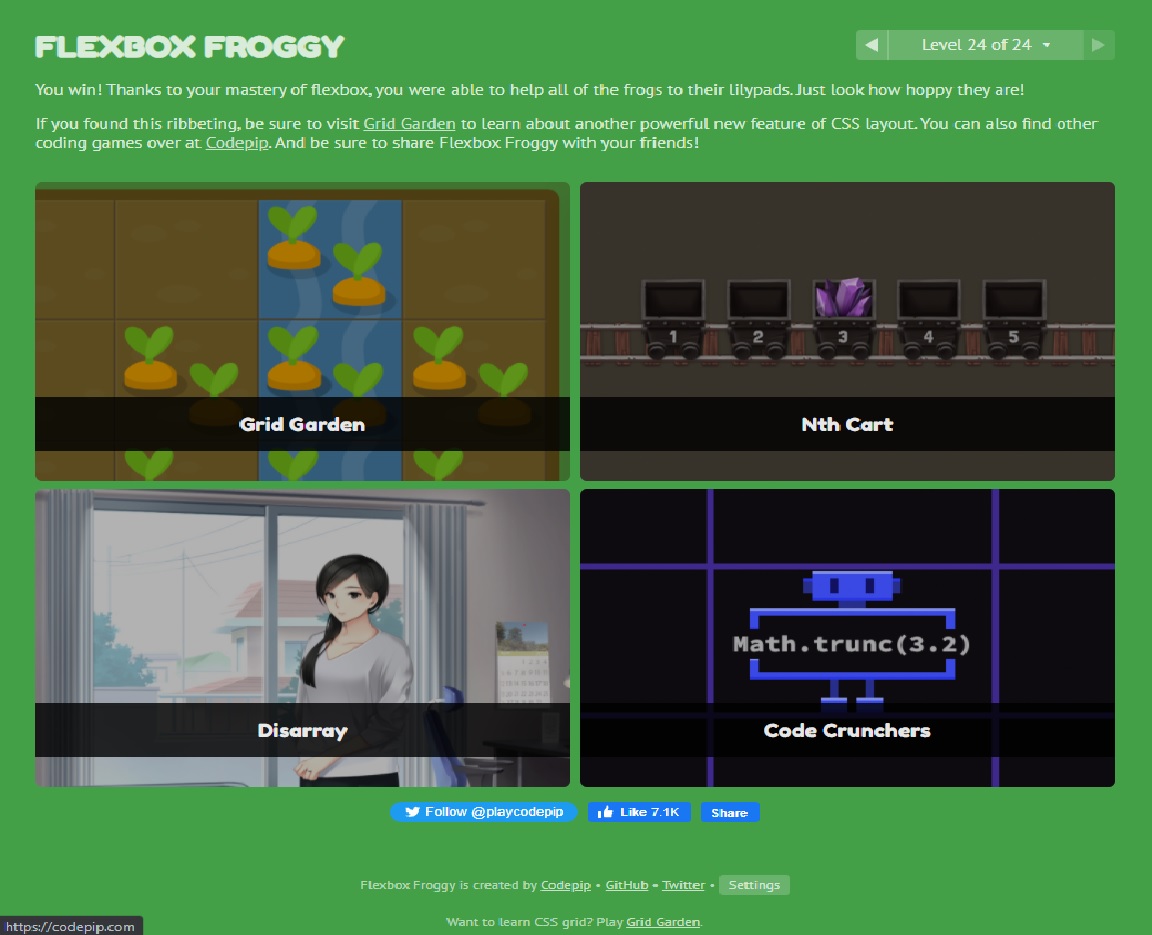 FLEXBOX FROGGY
Level 24 of 24
You win! Thanks to your mastery of flexbox, you were able to help all of the frogs to their lilypads. Just look how hoppy they are!
If you found this ribbeting, be sure to visit Grid Garden to learn about another powerful new feature of CSS layout. You can also find other
coding games over at Codepip. And be sure to share Flexbox Froggy with your friends!
1 2 3 4 5
Grid Garden
Nth Cart
Math.trunc(3.2)
Disarray
Code Crunchers
Follow @playcodepip Like 7.1K Share
Flexbox Froggy is created by Codepip • GitHub • Twitter • Settings
Want to learn CSS grid? Play Grid Garden.
https://codepip.com